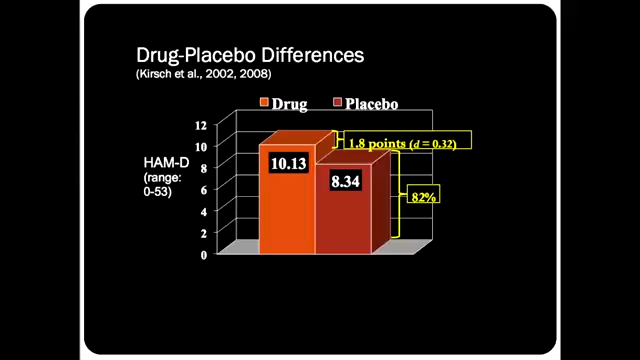 Drug-Placebo Differences
(Kirsch et al., 2002, 2008)
Drug
Placebo
HAM-D
(range:
0-53)
12
10
8
6
4
2
0
10.13
8.34
1.8 points (d = 0.32)
82%